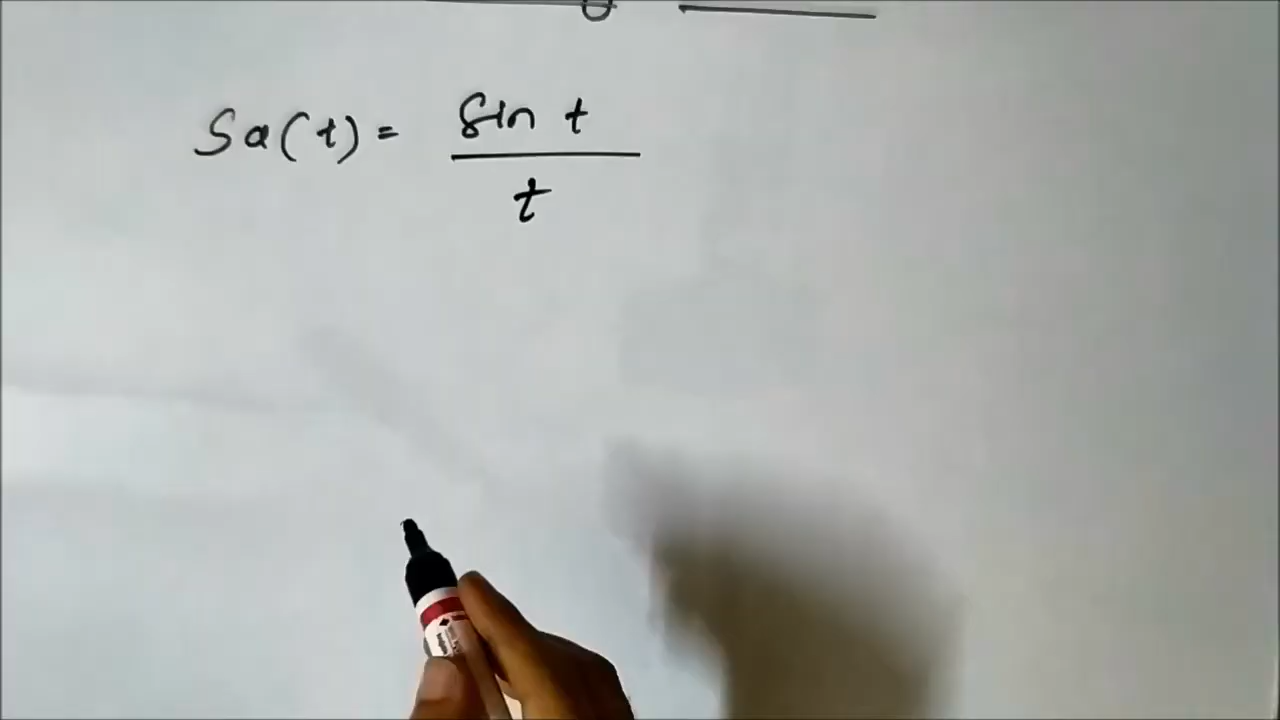 Sa(t) = sin t / t